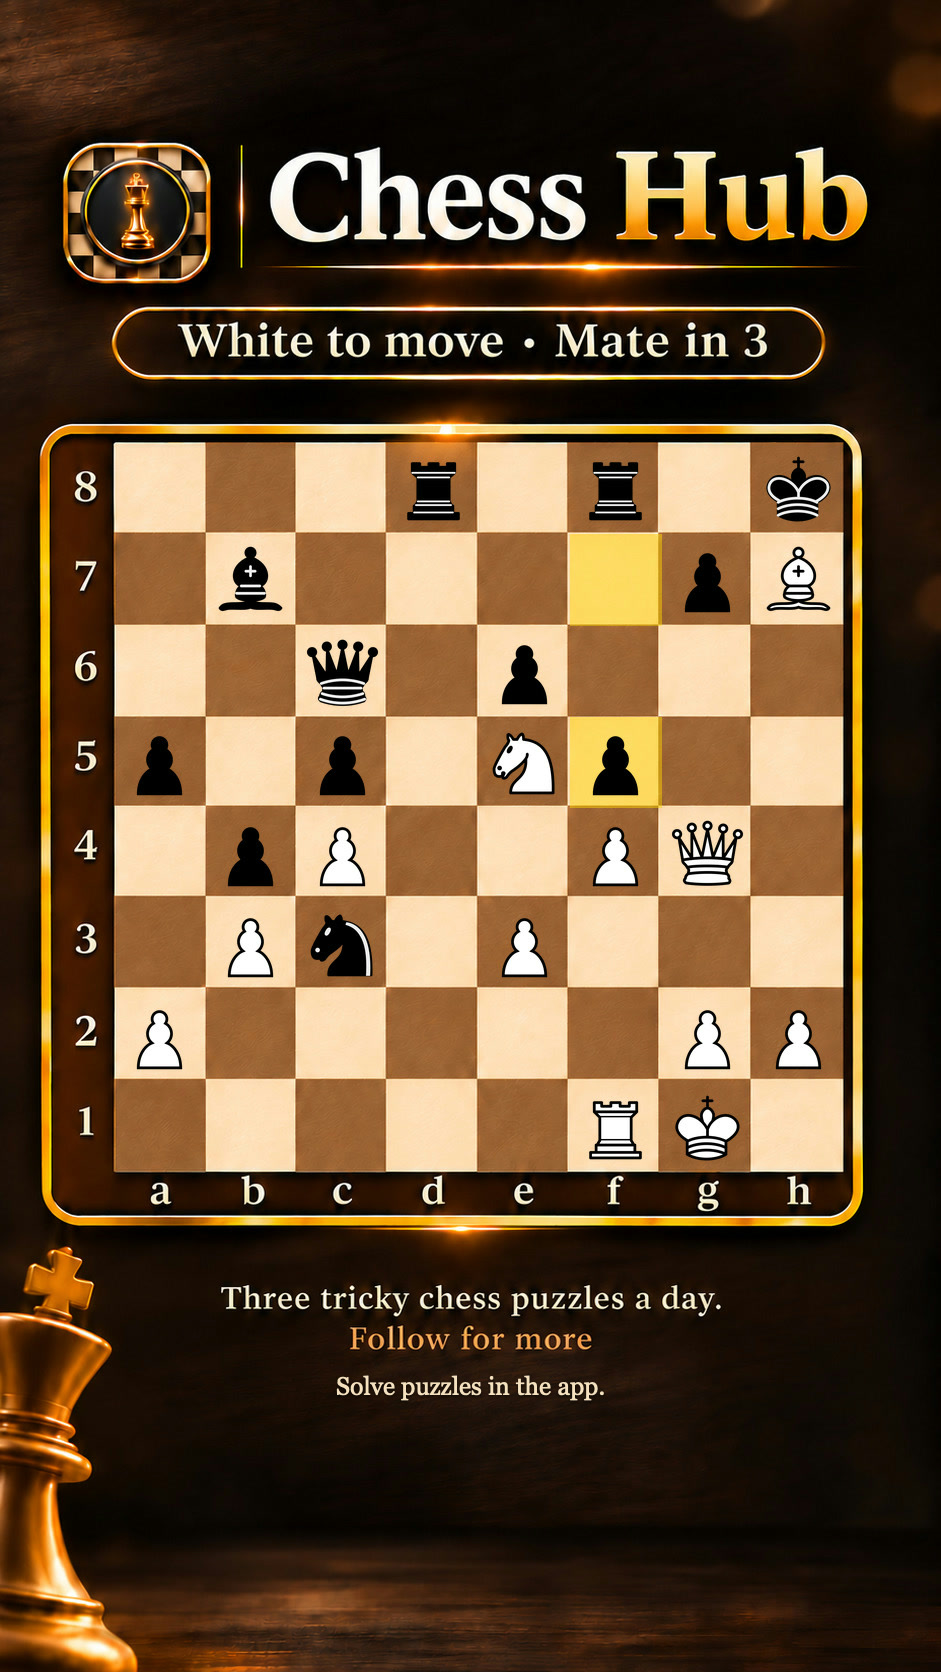 Chess Hub
White to move • Mate in 3
8
7
6
5
4
3
2
1
a b c d e f g h
Three tricky chess puzzles a day.
Follow for more
Solve puzzles in the app.